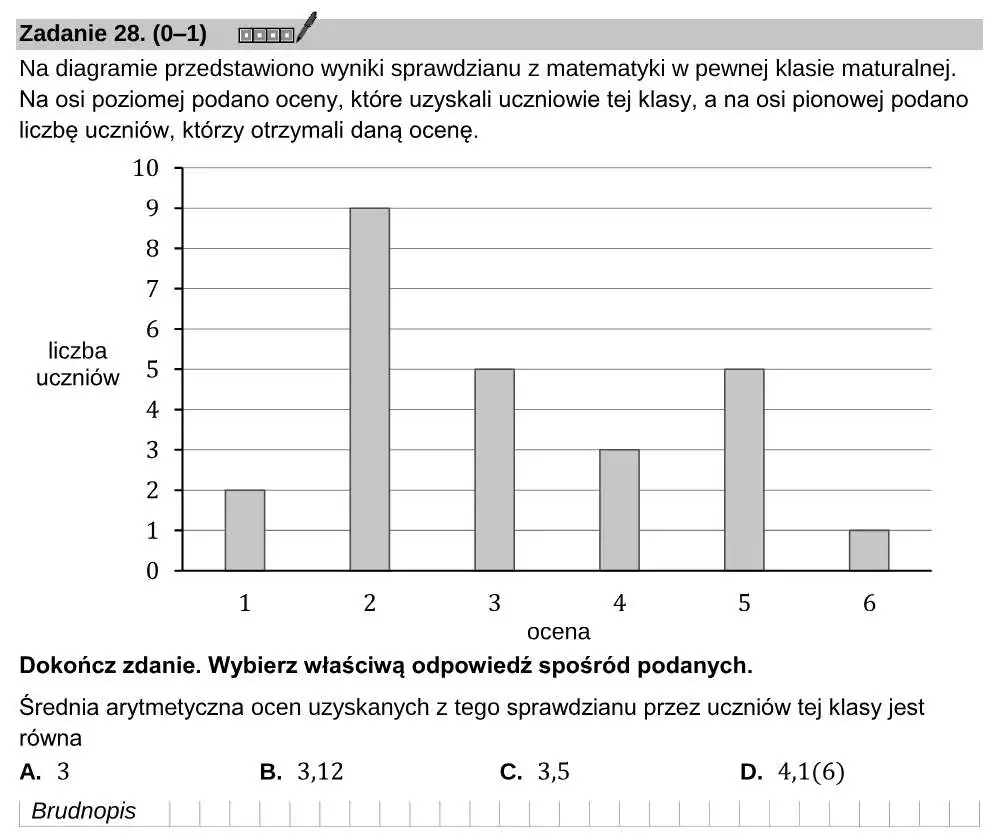 Zadanie 28. (0–1)
Na diagramie przedstawiono wyniki sprawdzianu z matematyki w pewnej klasie maturalnej.
Na osi poziomej podano oceny, które uzyskali uczniowie tej klasy, a na osi pionowej podano
liczbę uczniów, którzy otrzymali daną ocenę.
10
9
8
7
6
5
4
3
2
1
0
liczba
uczniów
1 2 3 4 5 6
ocena
Dokończ zdanie. Wybierz właściwą odpowiedź spośród podanych.
Średnia arytmetyczna ocen uzyskanych z tego sprawdzianu przez uczniów tej klasy jest
równa
A. 3 B. 3,12 C. 3,5 D. 4,1(6)
Brudnopis